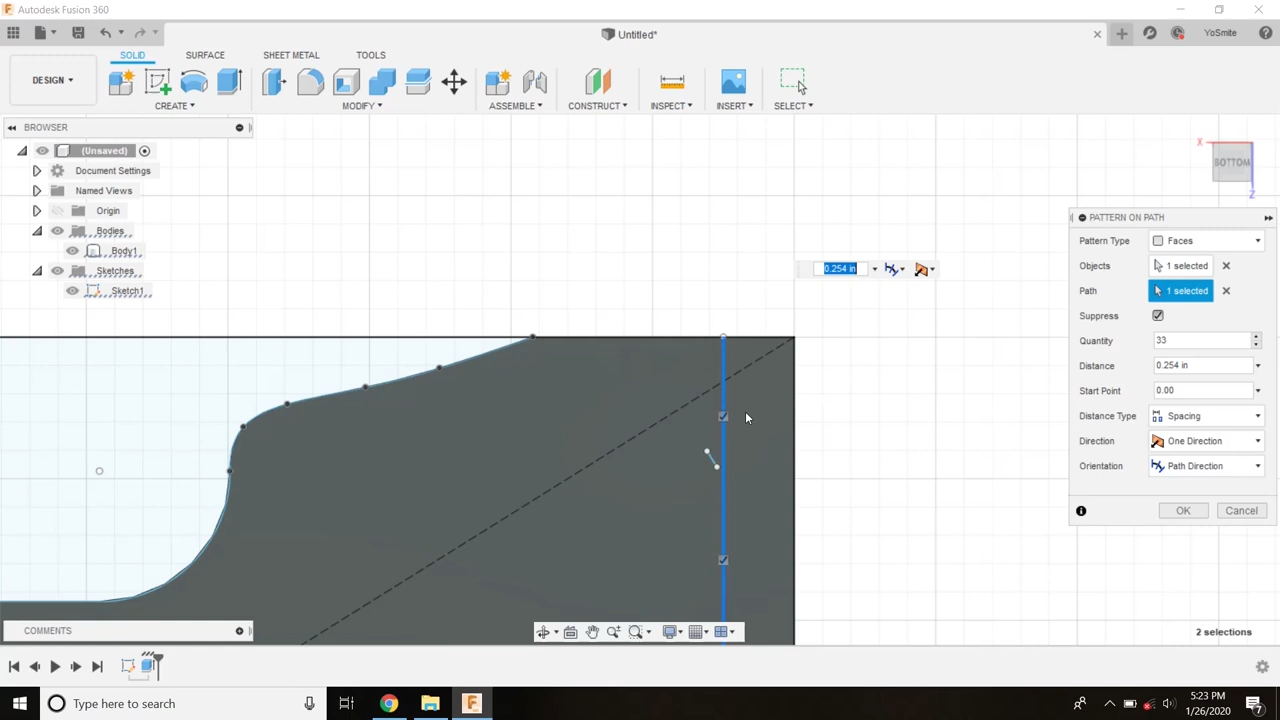 Autodesk Fusion 360
Untitled*
YoSmite
DESIGN
SOLID SURFACE SHEET METAL TOOLS
CREATE MODIFY ASSEMBLE CONSTRUCT INSPECT INSERT SELECT
BROWSER
(Unsaved)
Document Settings
Named Views
Origin
Bodies
Body1
Sketches
Sketch1
X
BOTTOM
Z
PATTERN ON PATH
Pattern Type Faces
Objects 1 selected
Path 1 selected
Suppress
Quantity 33
Distance 0.254 in
Start Point 0.00
Distance Type Spacing
Direction One Direction
Orientation Path Direction
OK Cancel
0.254 in
COMMENTS
2 selections
Type here to search
5:23 PM
1/26/2020
7